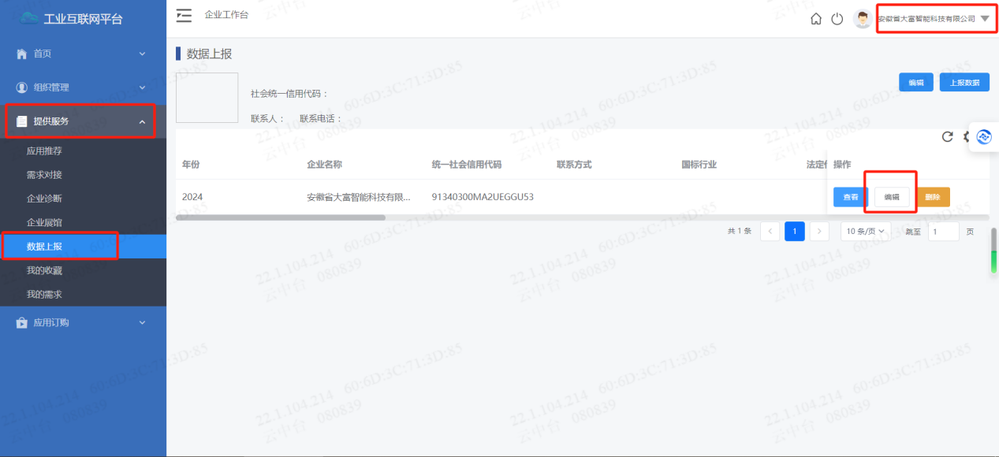 工业互联网平台
企业工作台
安徽省大富智能科技有限公司
首页
组织管理
提供服务
应用推荐
需求对接
企业诊断
企业展馆
数据上报
我的收藏
我的需求
应用订购
数据上报
社会统一信用代码：
联系人： 联系电话：
编辑 上报数据
年份 企业名称 统一社会信用代码 联系方式 国标行业 法定 操作
2024 安徽省大富智能科技有限... 91340300MA2UEGGU53 查看 编辑 删除
共 1 条 1 10 条/页 跳至 1 页
22.1.104.214 60:6D:3C:71:3D:85
云中台 080839